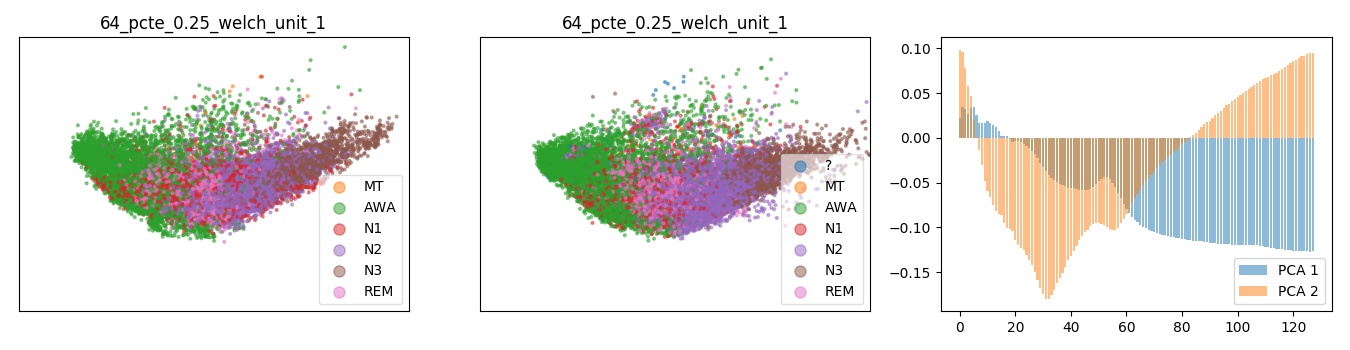 64_pcte_0.25_welch_unit_1
MT
AWA
N1
N2
N3
REM
64_pcte_0.25_welch_unit_1
?
MT
AWA
N1
N2
N3
REM
0.10
0.05
0.00
−0.05
−0.10
−0.15
0 20 40 60 80 100 120
PCA 1
PCA 2